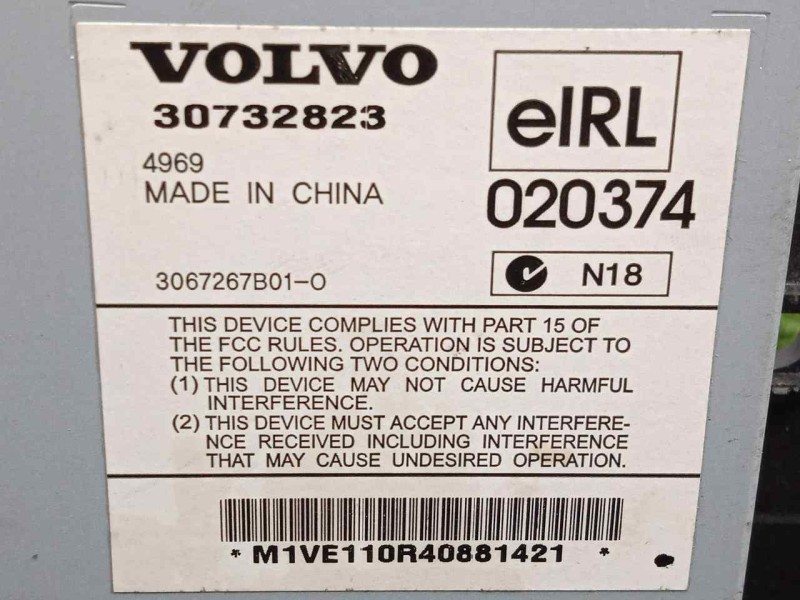 VOLVO
30732823
4969
MADE IN CHINA
eIRL
020374
3067267B01-O
N18
THIS DEVICE COMPLIES WITH PART 15 OF
THE FCC RULES. OPERATION IS SUBJECT TO
THE FOLLOWING TWO CONDITIONS:
(1) THIS DEVICE MAY NOT CAUSE HARMFUL
INTERFERENCE.
(2) THIS DEVICE MUST ACCEPT ANY INTERFERE-
NCE RECEIVED INCLUDING INTERFERENCE
THAT MAY CAUSE UNDESIRED OPERATION.
* M1VE110R40881421 *